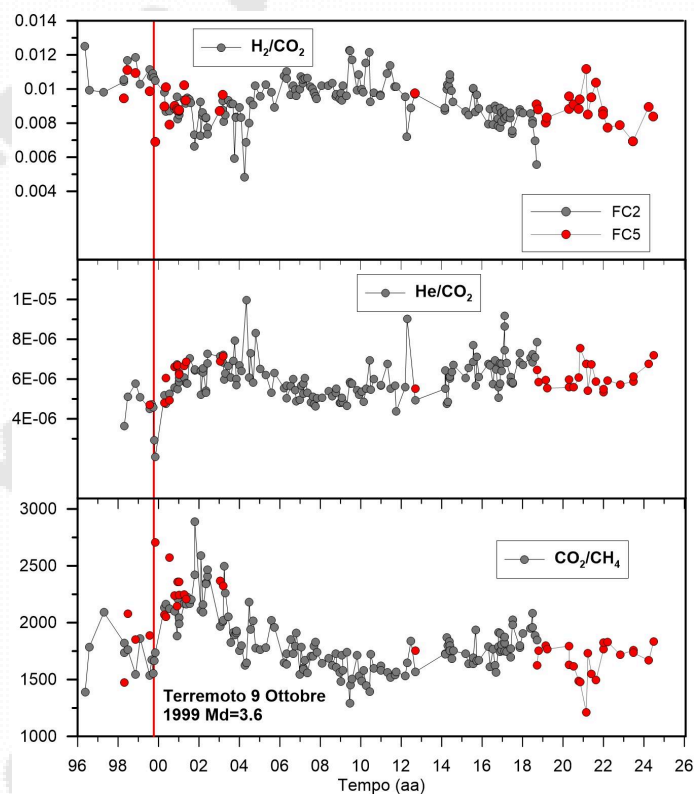 0.014
0.012
0.01
0.008
0.006
0.004
H2/CO2
FC2
FC5
1E-05
8E-06
6E-06
4E-06
He/CO2
3000
2500
2000
1500
1000
CO2/CH4
Terremoto 9 Ottobre
1999 Md=3.6
96 98 00 02 04 06 08 10 12 14 16 18 20 22 24 26
Tempo (aa)